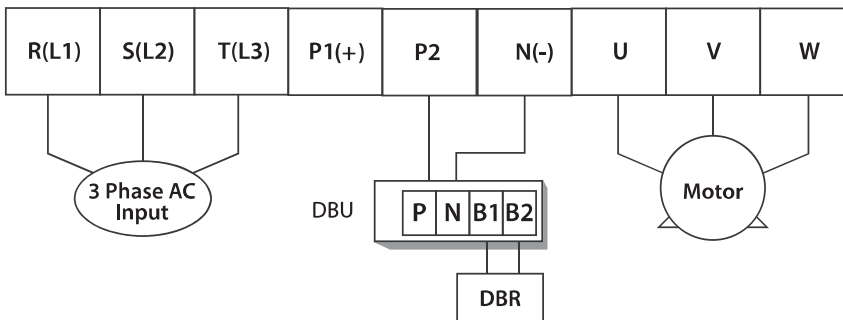 R(L1) S(L2) T(L3) P1(+) P2 N(-) U V W
3 Phase AC
Input
DBU
P N B1 B2
Motor
DBR